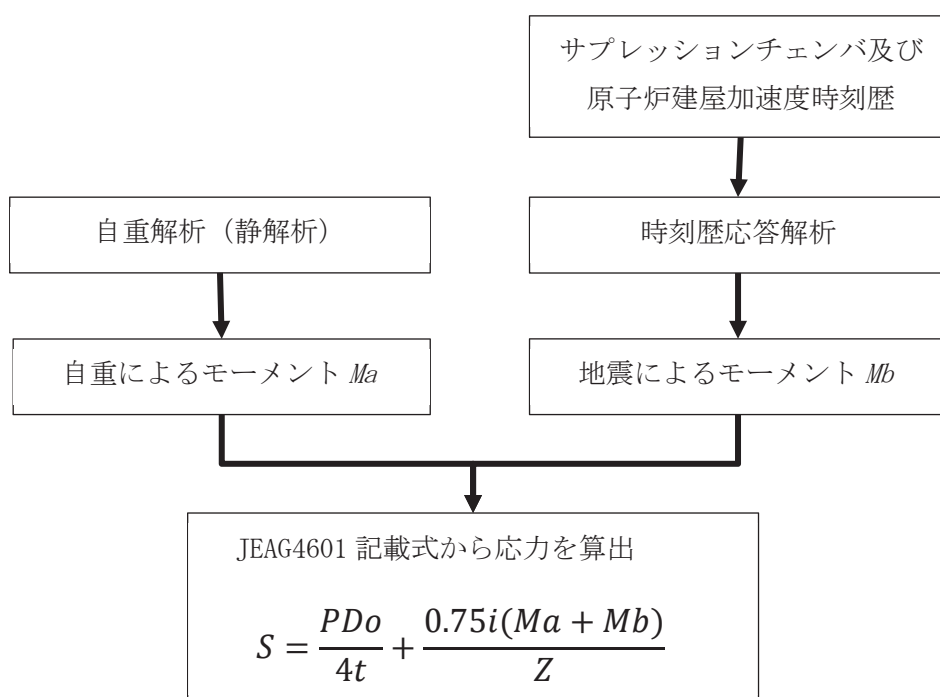 サプレッションチェンバ及び
原子炉建屋加速度時刻歴
自重解析（静解析）
時刻歴応答解析
自重によるモーメント Ma
地震によるモーメント Mb
JEAG4601 記載式から応力を算出
S = PDo/4t + 0.75i(Ma + Mb)/Z